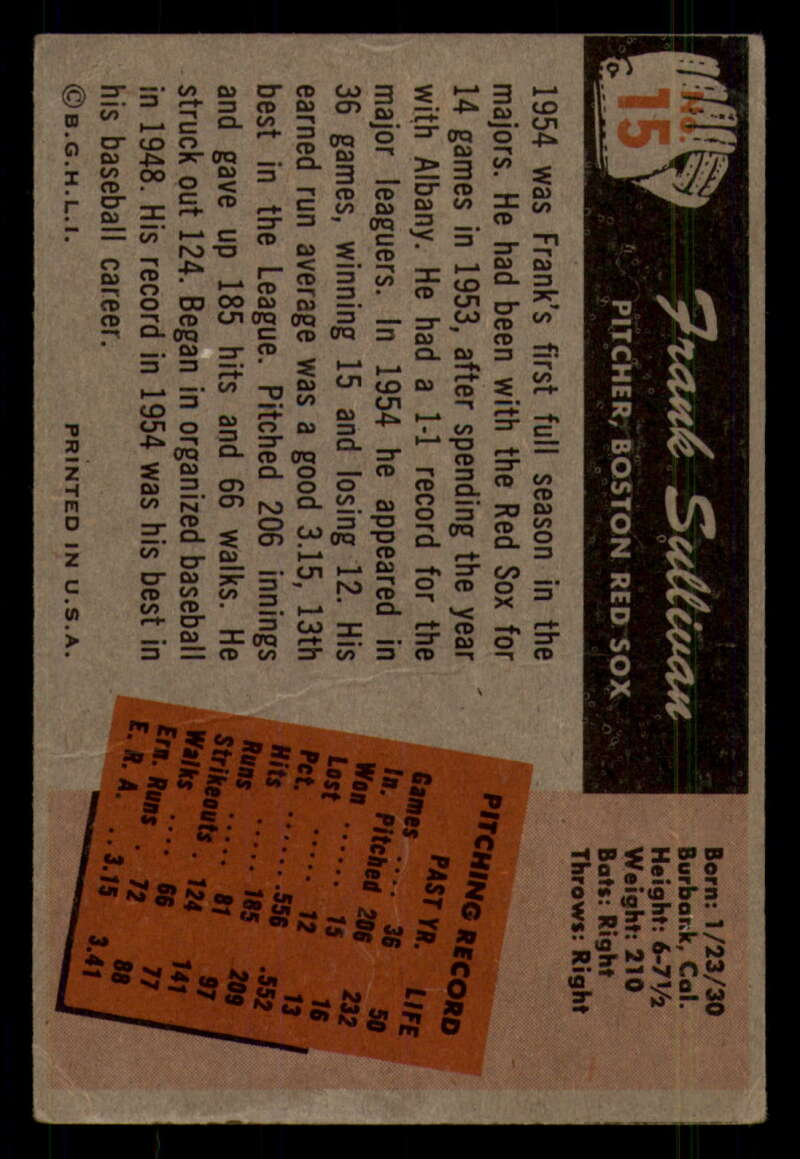 No.
15
Frank Sullivan
PITCHER, BOSTON RED SOX
Born: 1/23/30
Burbank, Cal.
Height: 6-7½
Weight: 210
Bats: Right
Throws: Right
1954 was Frank's first full season in the
majors. He had been with the Red Sox for
14 games in 1953, after spending the year
with Albany. He had a 1-1 record for the
major leaguers. In 1954 he appeared in
36 games, winning 15 and losing 12. His
earned run average was a good 3.15, 13th
best in the League. Pitched 206 innings
and gave up 185 hits and 66 walks. He
struck out 124. Began in organized baseball
in 1948. His record in 1954 was his best in
his baseball career.
© B.G.H.L.I. PRINTED IN U.S.A.
PITCHING RECORD
PAST YR. LIFE
Games .... 36 50
In. Pitched 206 232
Won ...... 15 16
Lost ..... 12 13
Pct. .......556 .552
Hits ..... 185 209
Runs ..... 81 97
Strikeouts . 124 141
Walks .... 66 77
Ern. Runs . 72 88
E. R. A. ..3.15 3.41